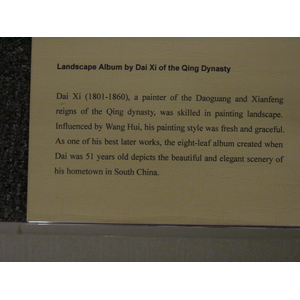 Landscape Album by Dai Xi of the Qing Dynasty
Dai Xi (1801-1860), a painter of the Daoguang and Xianfeng
reigns of the Qing dynasty, was skilled in painting landscape.
Influenced by Wang Hui, his painting style was fresh and graceful.
As one of his best later works, the eight-leaf album created when
Dai was 51 years old depicts the beautiful and elegant scenery of
his hometown in South China.